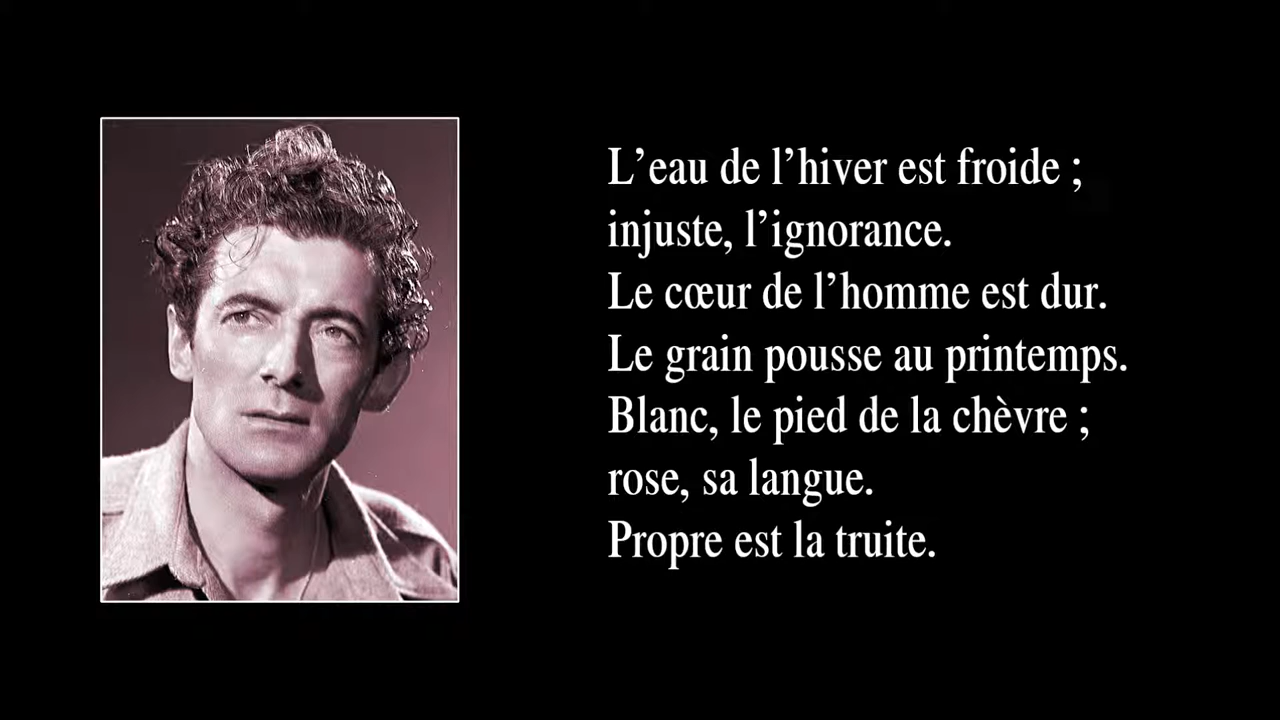 L’eau de l’hiver est froide ;
injuste, l’ignorance.
Le cœur de l’homme est dur.
Le grain pousse au printemps.
Blanc, le pied de la chèvre ;
rose, sa langue.
Propre est la truite.